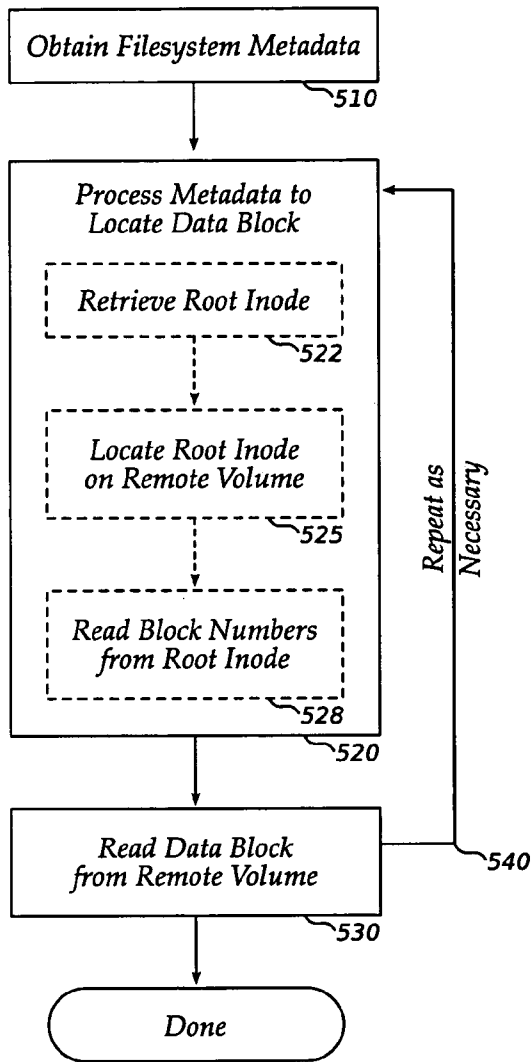 Obtain Filesystem Metadata
510
Process Metadata to
Locate Data Block
Retrieve Root Inode
522
Locate Root Inode
on Remote Volume
525
Read Block Numbers
from Root Inode
528
520
Repeat as
Necessary
Read Data Block
from Remote Volume
540
530
Done